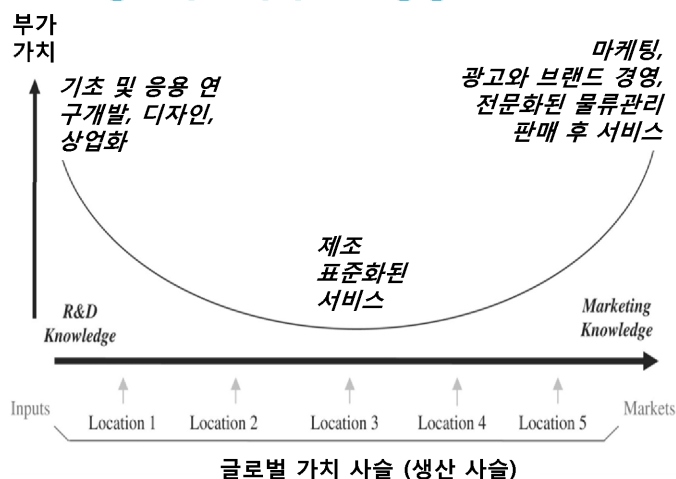 부가
가치
기초 및 응용 연
구개발, 디자인,
상업화
마케팅,
광고와 브랜드 경영,
전문화된 물류관리
판매 후 서비스
제조
표준화된
서비스
R&D
Knowledge
Marketing
Knowledge
Inputs
Location 1 Location 2 Location 3 Location 4 Location 5
Markets
글로벌 가치 사슬 (생산 사슬)